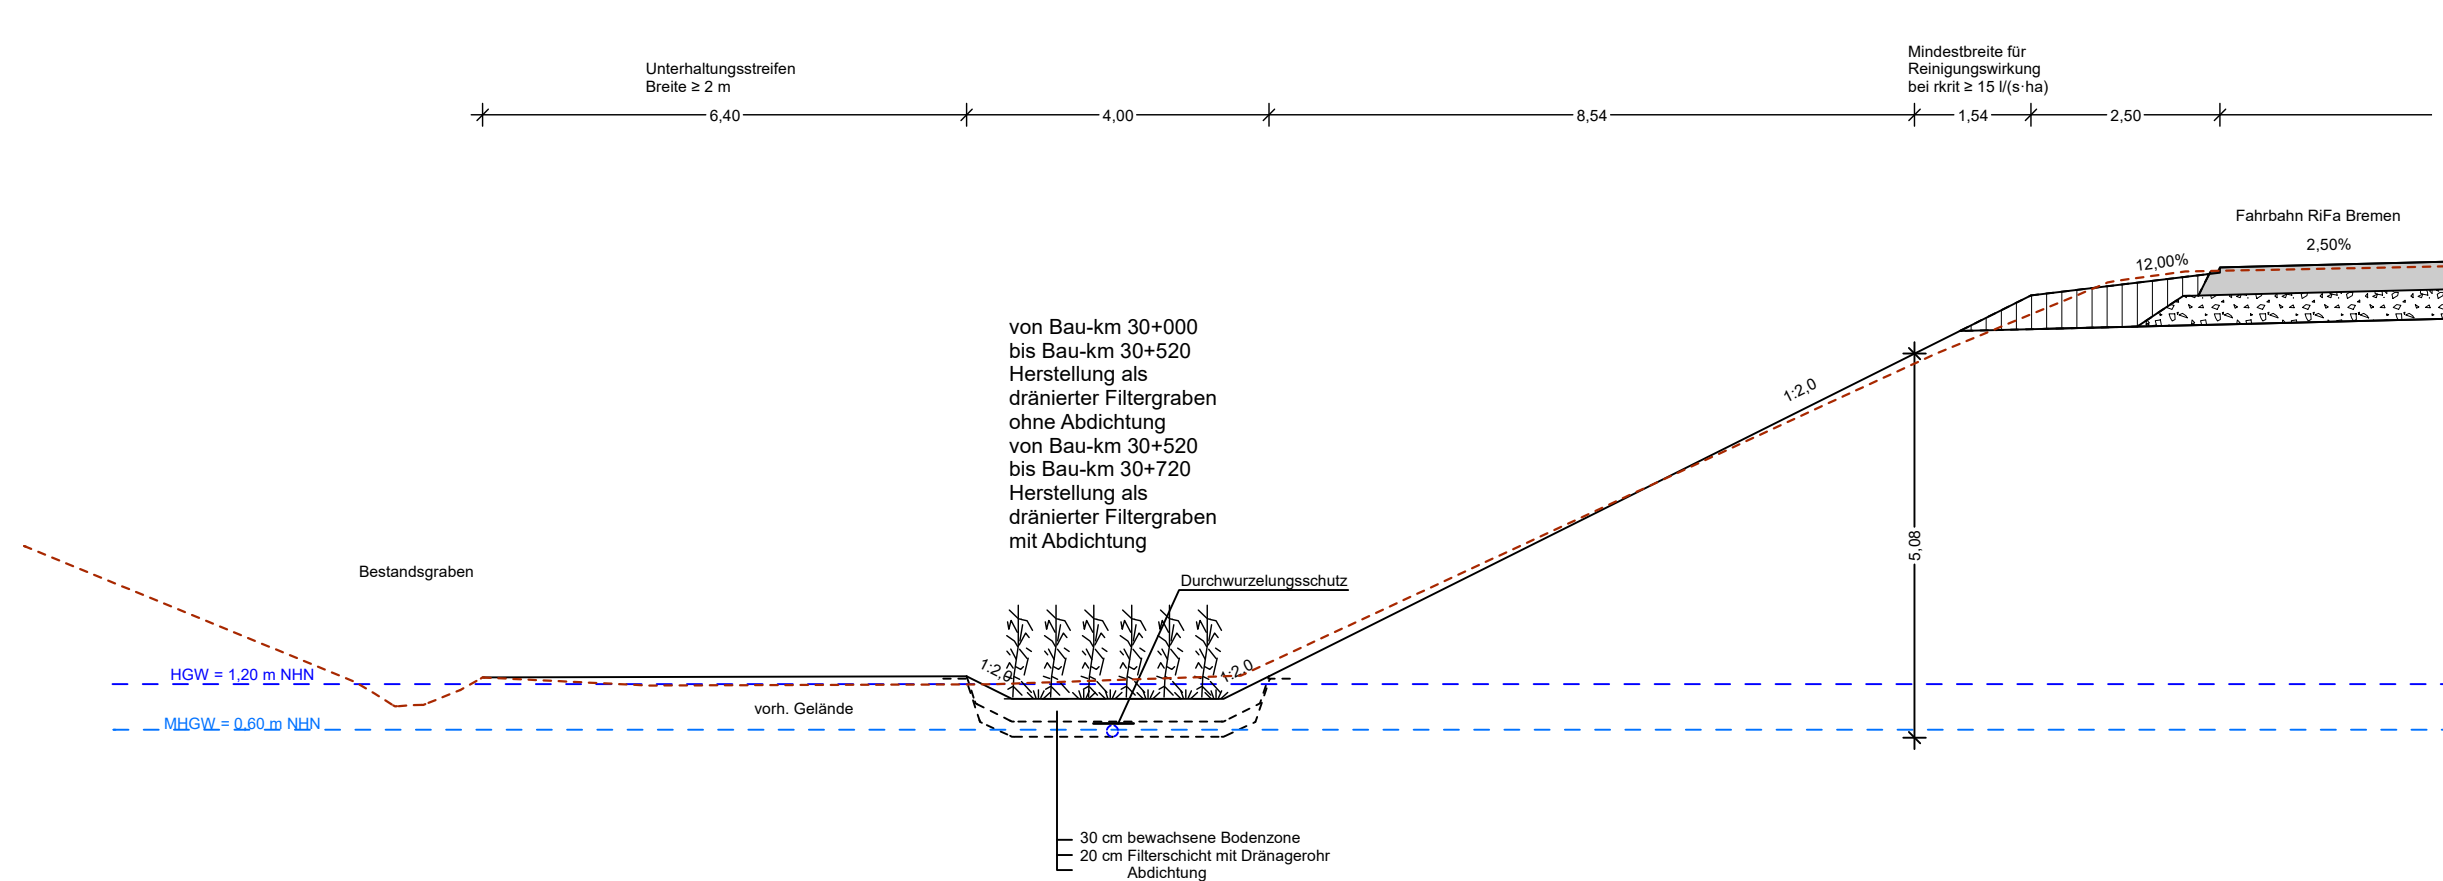 Unterhaltungsstreifen
Breite ≥ 2 m
Mindestbreite für
Reinigungswirkung
bei rkrit ≥ 15 l/(s·ha)
6,40
4,00
8,54
1,54
2,50
Fahrbahn RiFa Bremen
2,50%
12,00%
von Bau-km 30+000
bis Bau-km 30+520
Herstellung als
dränierter Filtergraben
ohne Abdichtung
von Bau-km 30+520
bis Bau-km 30+720
Herstellung als
dränierter Filtergraben
mit Abdichtung
1:2,0
5,08
Bestandsgraben
Durchwurzelungsschutz
HGW = 1,20 m NHN
1:2,0
1:2,0
vorh. Gelände
MHGW = 0,60 m NHN
30 cm bewachsene Bodenzone
20 cm Filterschicht mit Dränagerohr
Abdichtung